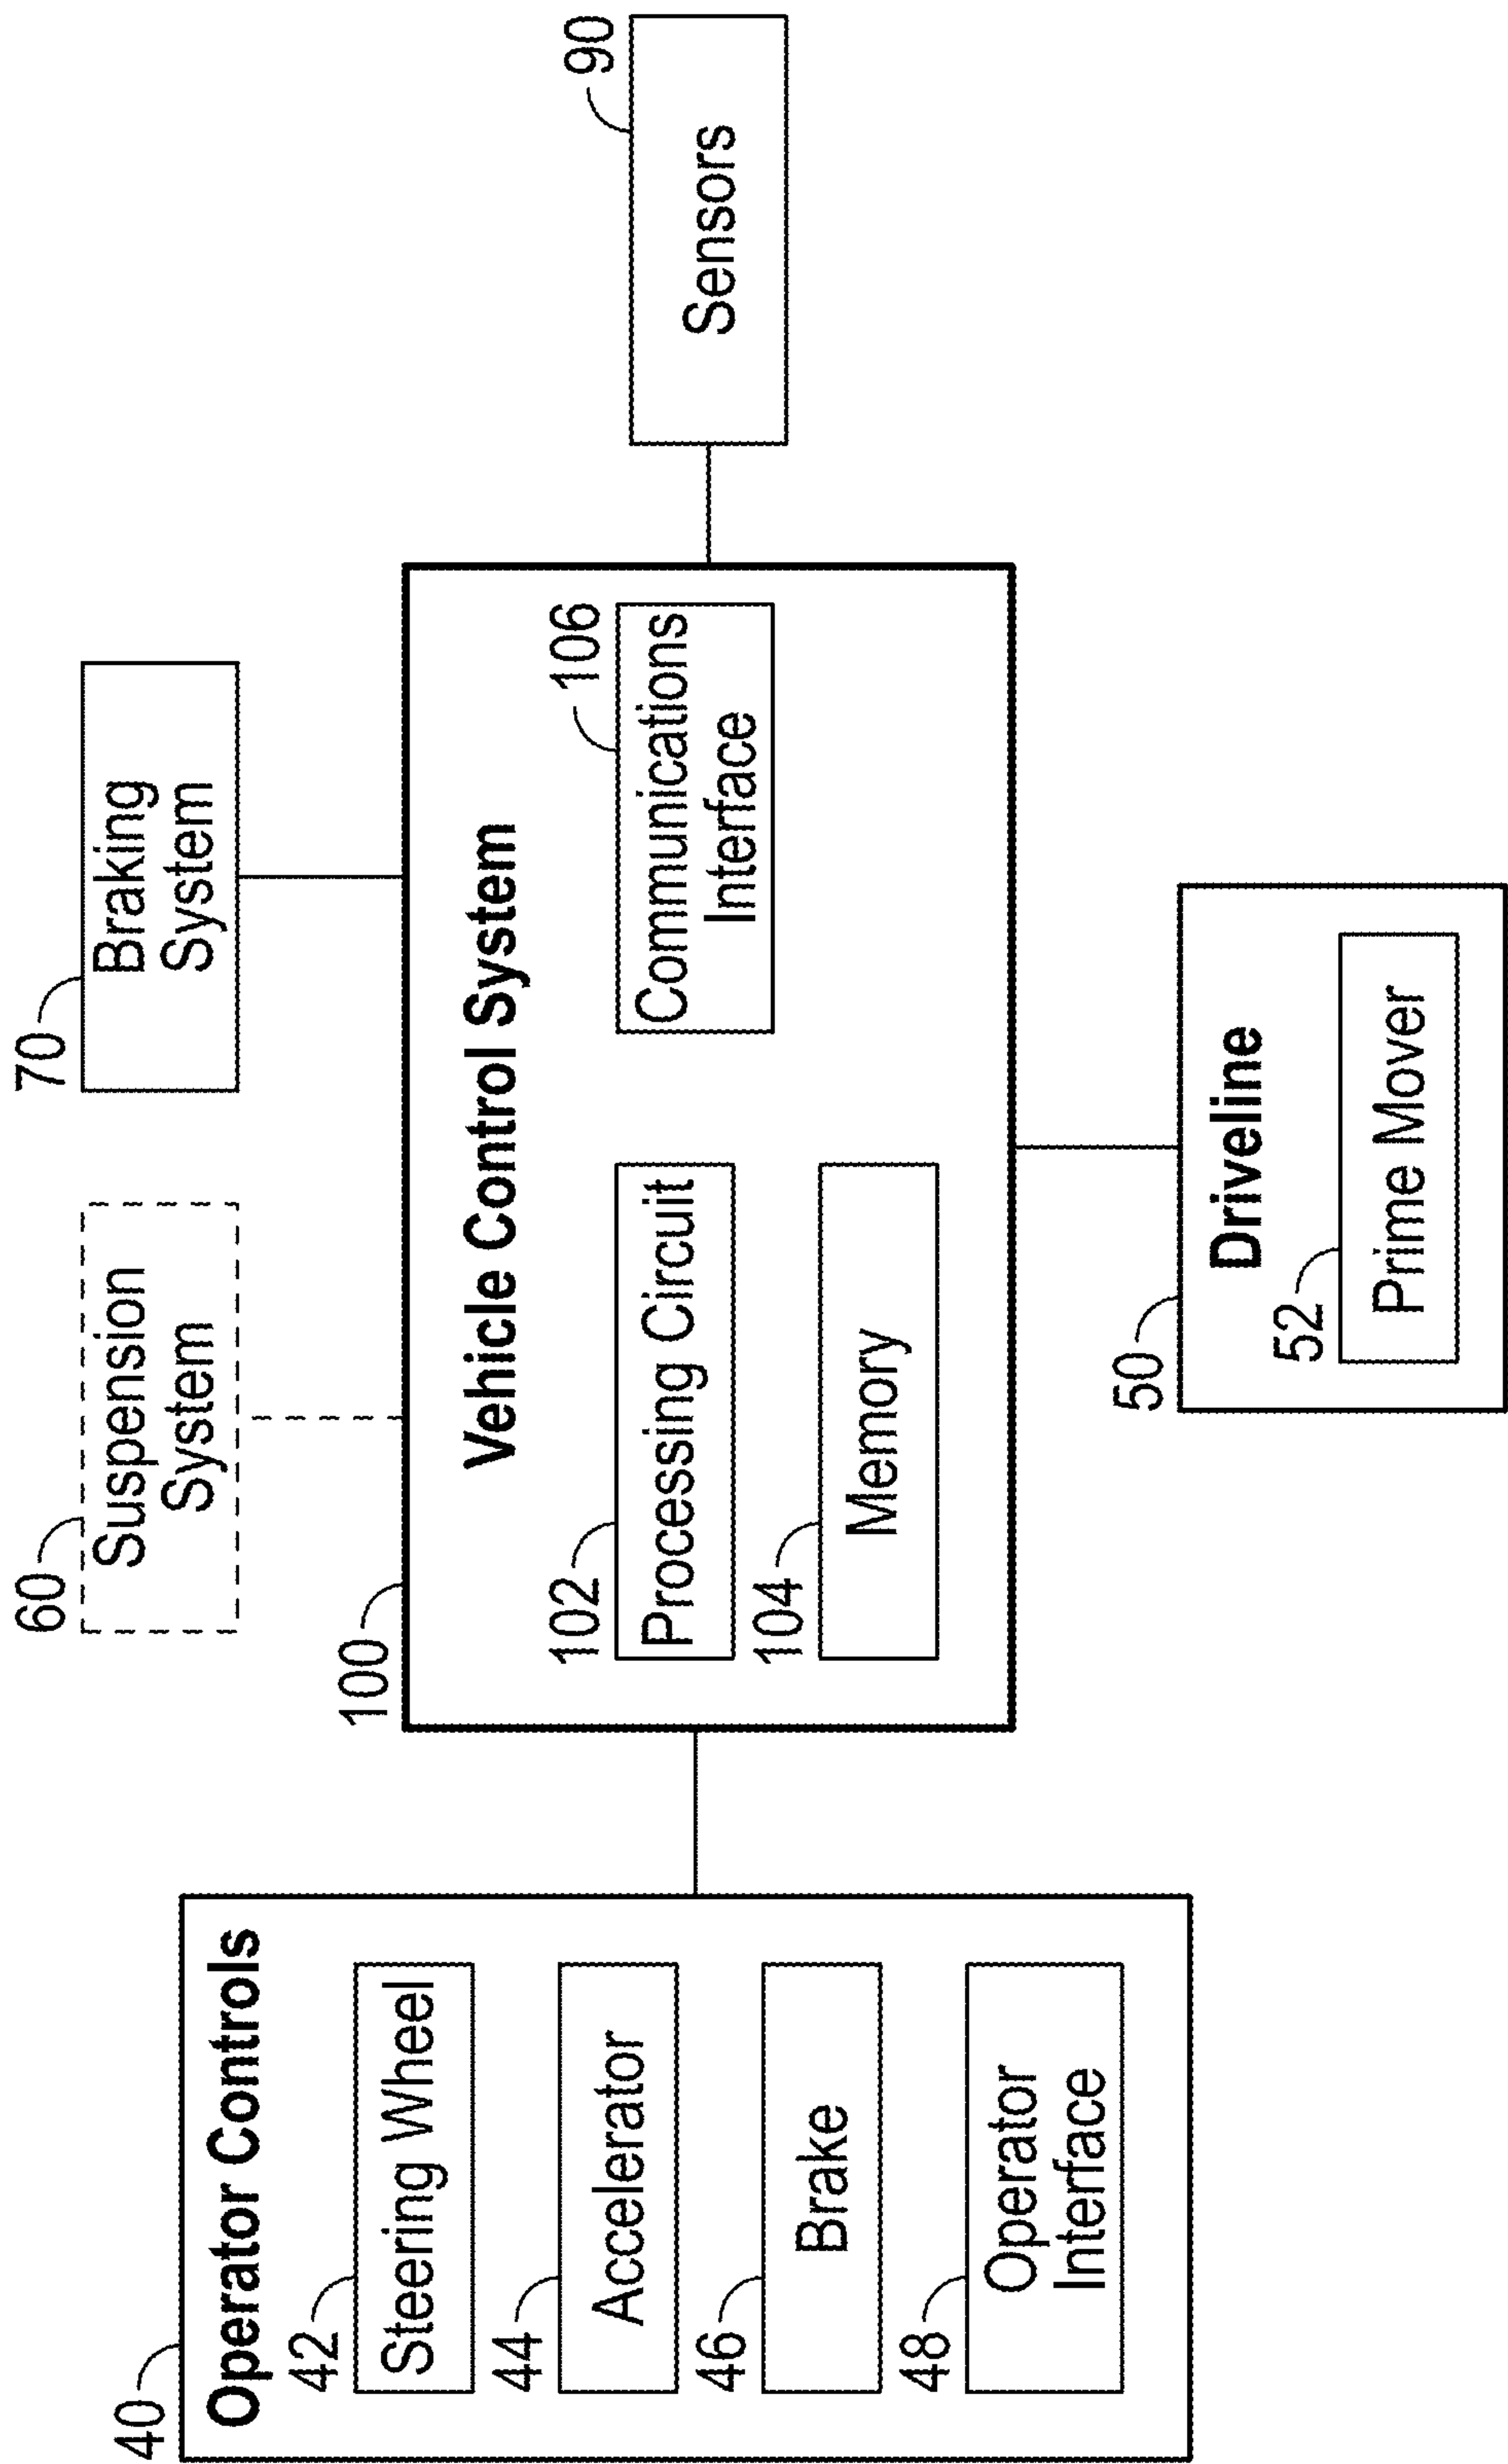 40
Operator Controls
42
Steering Wheel
44
Accelerator
46
Brake
48
Operator
Interface
60
Suspension
System
70
Braking
System
100
Vehicle Control System
102
Processing Circuit
104
Memory
106
Communications
Interface
50
Driveline
52
Prime Mover
90
Sensors